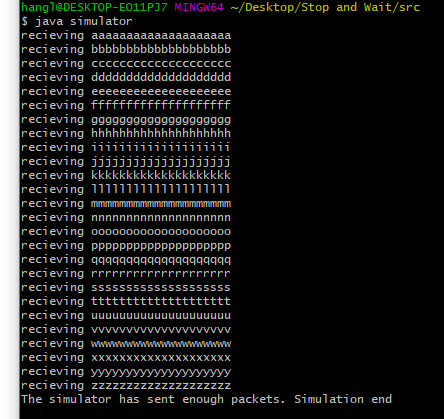 hangl@DESKTOP-EO11PJ7 MINGW64 ~/Desktop/Stop and Wait/src
$ java simulator
recieving aaaaaaaaaaaaaaaaaaaa
recieving bbbbbbbbbbbbbbbbbbbb
recieving cccccccccccccccccccc
recieving dddddddddddddddddddd
recieving eeeeeeeeeeeeeeeeeeee
recieving ffffffffffffffffffff
recieving gggggggggggggggggggg
recieving hhhhhhhhhhhhhhhhhhhh
recieving iiiiiiiiiiiiiiiiiiii
recieving jjjjjjjjjjjjjjjjjjjj
recieving kkkkkkkkkkkkkkkkkkkk
recieving llllllllllllllllllll
recieving mmmmmmmmmmmmmmmmmmmm
recieving nnnnnnnnnnnnnnnnnnnn
recieving oooooooooooooooooooo
recieving pppppppppppppppppppp
recieving qqqqqqqqqqqqqqqqqqqq
recieving rrrrrrrrrrrrrrrrrrrr
recieving ssssssssssssssssssss
recieving tttttttttttttttttttt
recieving uuuuuuuuuuuuuuuuuuuu
recieving vvvvvvvvvvvvvvvvvvvv
recieving wwwwwwwwwwwwwwwwwwww
recieving xxxxxxxxxxxxxxxxxxxx
recieving yyyyyyyyyyyyyyyyyyyy
recieving zzzzzzzzzzzzzzzzzzzz
The simulator has sent enough packets. Simulation end